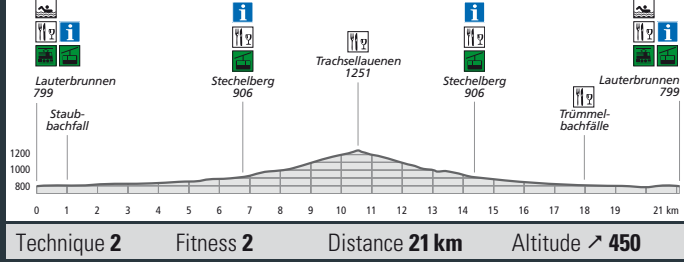 Lauterbrunnen
799
Staub-
bachfall
Stechelberg
906
Trachsellauenen
1251
Stechelberg
906
Trümmel-
bachfälle
Lauterbrunnen
799
1200
1000
800
0 1 2 3 4 5 6 7 8 9 10 11 12 13 14 15 16 17 18 19 21 km
Technique 2 Fitness 2 Distance 21 km Altitude ↗ 450